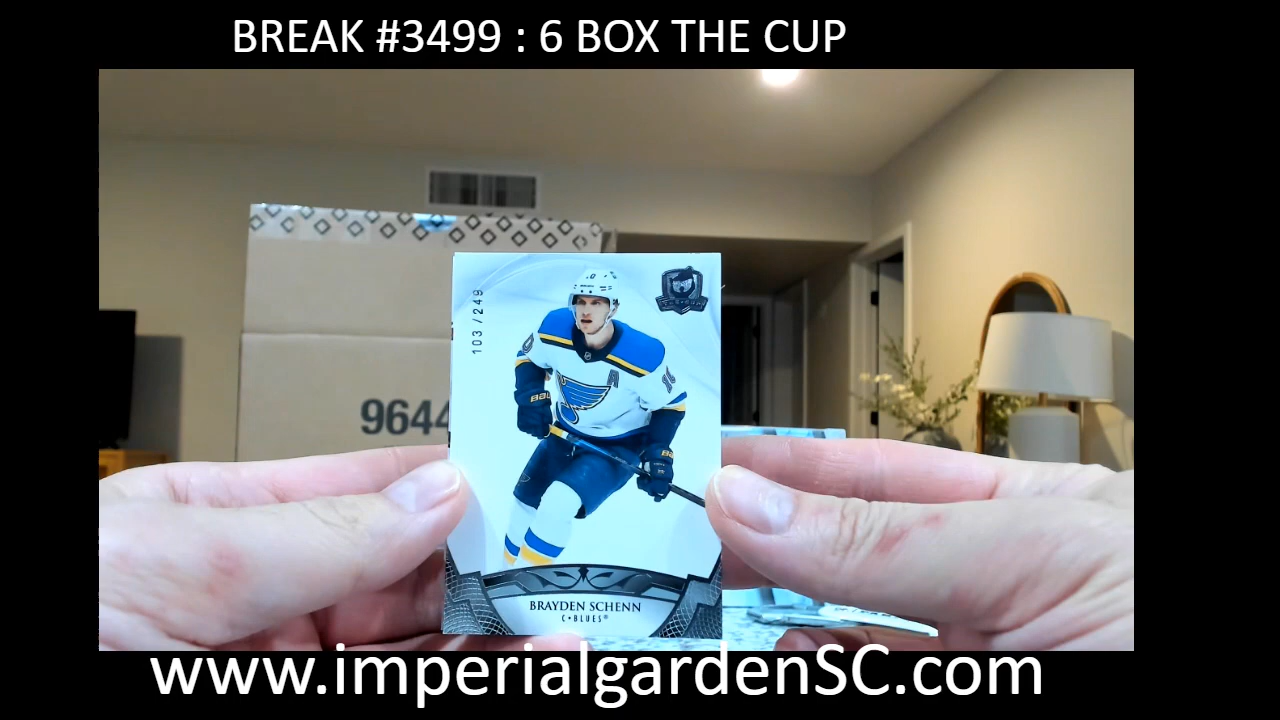 BREAK #3499 : 6 BOX THE CUP
9644
103/249
A
BRAYDEN SCHENN
C•BLUES®
www.imperialgardenSC.com